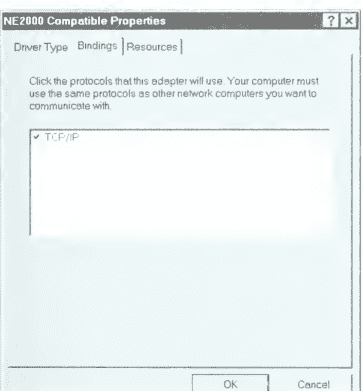 NE2000 Compatible Properties ? ×
Driver Type Bindings Resources
Click the protocols that this adapter will use. Your computer must
use the same protocols as other network computers you want to
communicate with.
✓ TCP/IP
OK Cancel